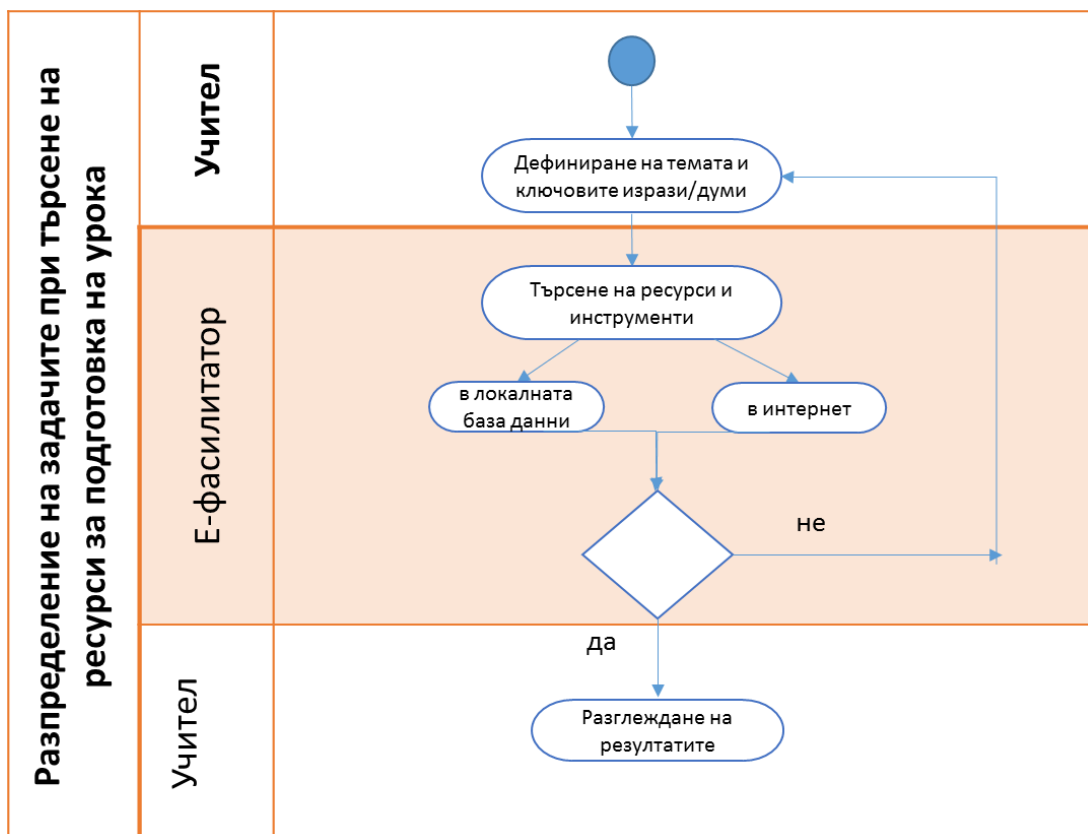 Разпределение на задачите при търсене на
ресурси за подготовка на урока
Учител
Дефиниране на темата и
ключовите изрази/думи
Е-фасилитатор
Търсене на ресурси и
инструменти
в локалната
база данни
в интернет
не
да
Учител
Разглеждане на
резултатите